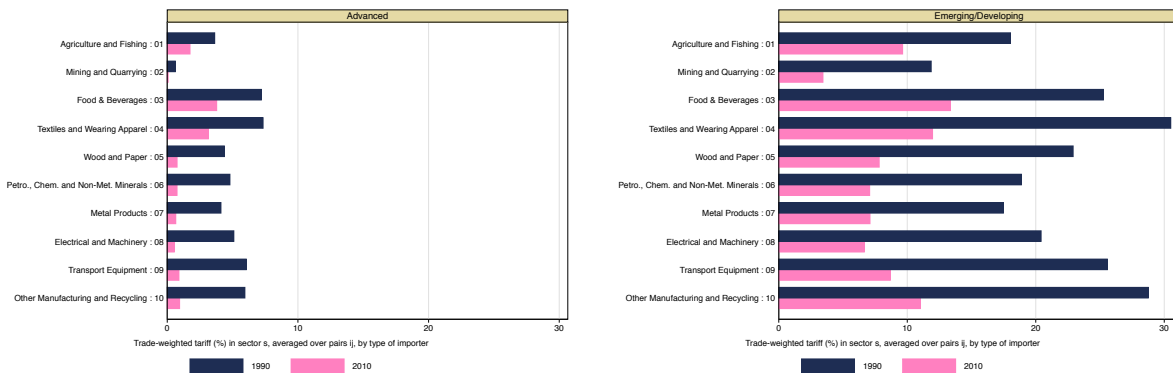 Advanced
Agriculture and Fishing : 01
Mining and Quarrying : 02
Food & Beverages : 03
Textiles and Wearing Apparel : 04
Wood and Paper : 05
Petro., Chem. and Non-Met. Minerals : 06
Metal Products : 07
Electrical and Machinery : 08
Transport Equipment : 09
Other Manufacturing and Recycling : 10
0 10 20 30
Trade-weighted tariff (%) in sector s, averaged over pairs ij, by type of importer
1990 2010
Emerging/Developing
Agriculture and Fishing : 01
Mining and Quarrying : 02
Food & Beverages : 03
Textiles and Wearing Apparel : 04
Wood and Paper : 05
Petro., Chem. and Non-Met. Minerals : 06
Metal Products : 07
Electrical and Machinery : 08
Transport Equipment : 09
Other Manufacturing and Recycling : 10
0 10 20 30
Trade-weighted tariff (%) in sector s, averaged over pairs ij, by type of importer
1990 2010